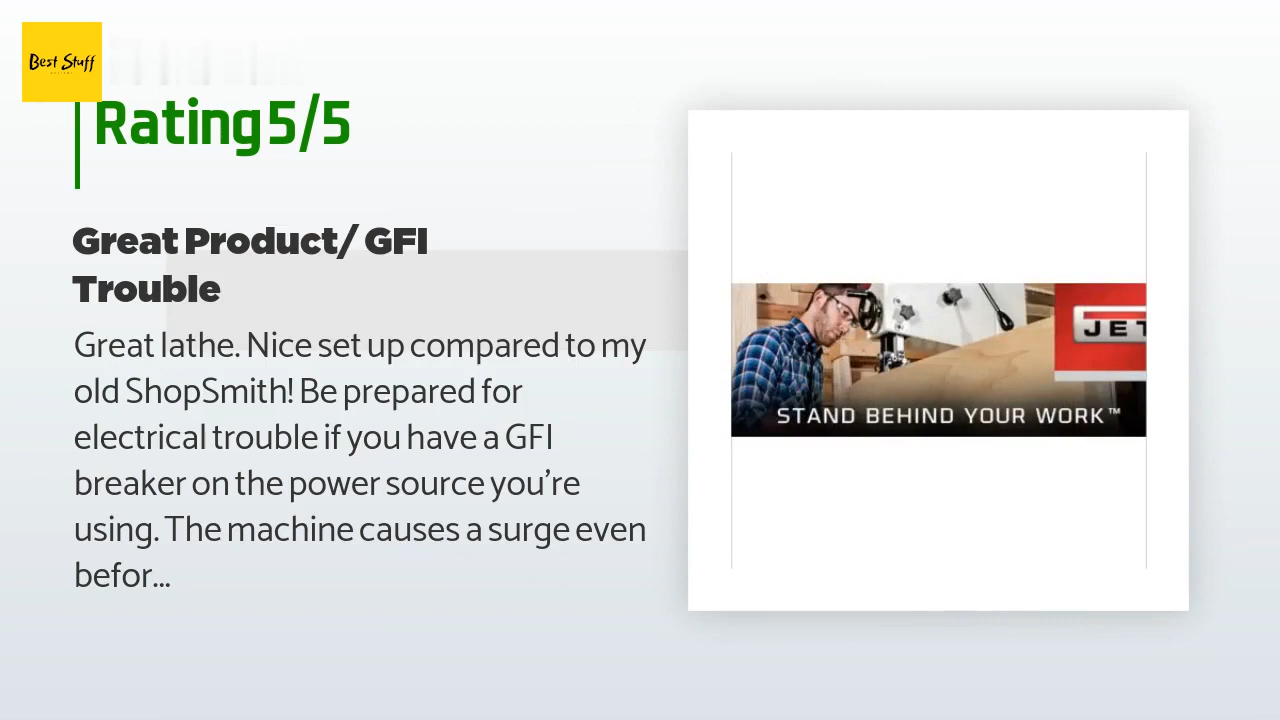 Best Stuff
Rating 5/5
Great Product/ GFI
Trouble
Great lathe. Nice set up compared to my
old ShopSmith! Be prepared for
electrical trouble if you have a GFI
breaker on the power source you're
using. The machine causes a surge even
befor...
JET
STAND BEHIND YOUR WORK™